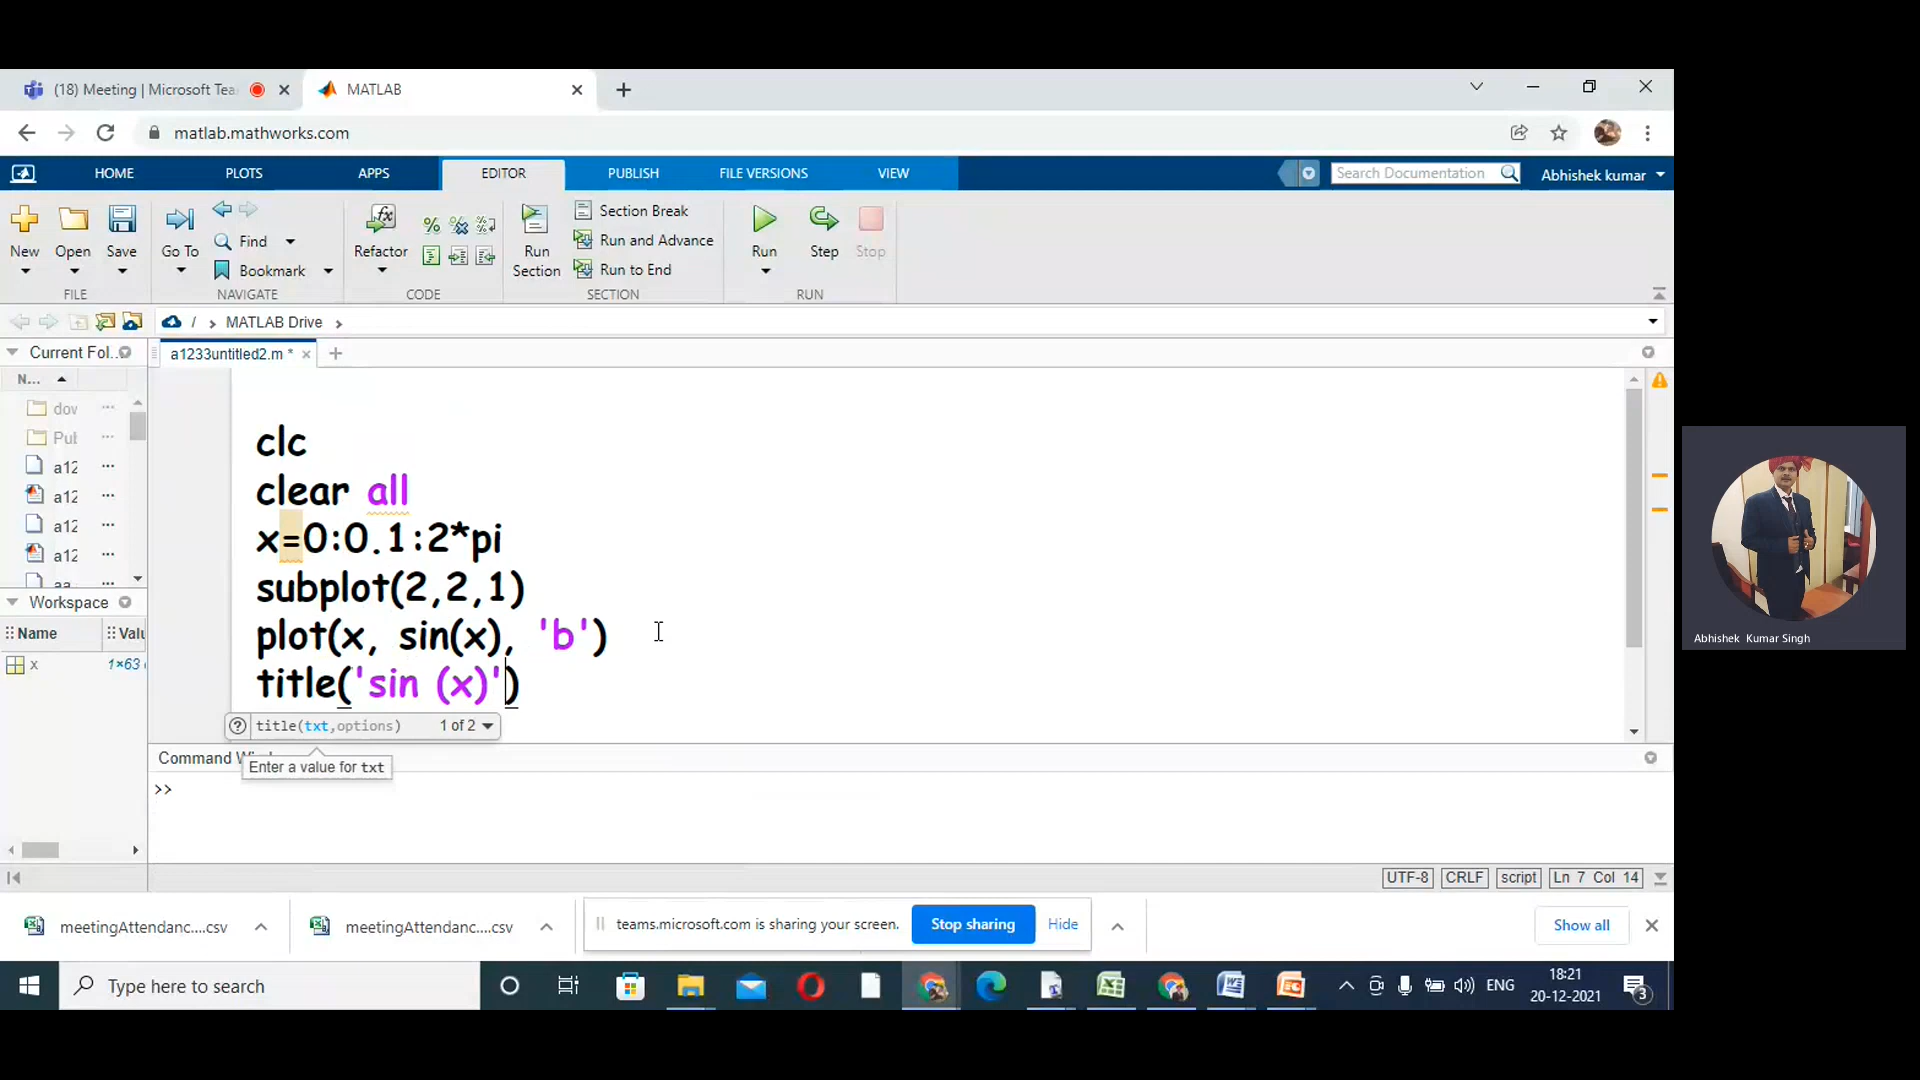 (18) Meeting | Microsoft Tea
MATLAB
matlab.mathworks.com
HOME PLOTS APPS EDITOR PUBLISH FILE VERSIONS VIEW
Search Documentation
Abhishek kumar
New Open Save
FILE
Go To
Find
Bookmark
NAVIGATE
Refactor
CODE
Run Section
Section Break
Run and Advance
Run to End
SECTION
Run Step Stop
RUN
/ > MATLAB Drive >
Current Fol...
N...
dov
Put
a12
a12
a12
a12
Workspace
Name Valu
x 1×63
a1233untitled2.m *
clc
clear all
x=0:0.1:2*pi
subplot(2,2,1)
plot(x, sin(x), 'b')
title('sin (x)')
title(txt,options) 1 of 2
Enter a value for txt
Command
>>
UTF-8 CRLF script Ln 7 Col 14
meetingAttendanc....csv
meetingAttendanc....csv
teams.microsoft.com is sharing your screen.
Stop sharing
Hide
Show all
Type here to search
ENG
18:21
20-12-2021
3
Abhishek Kumar Singh